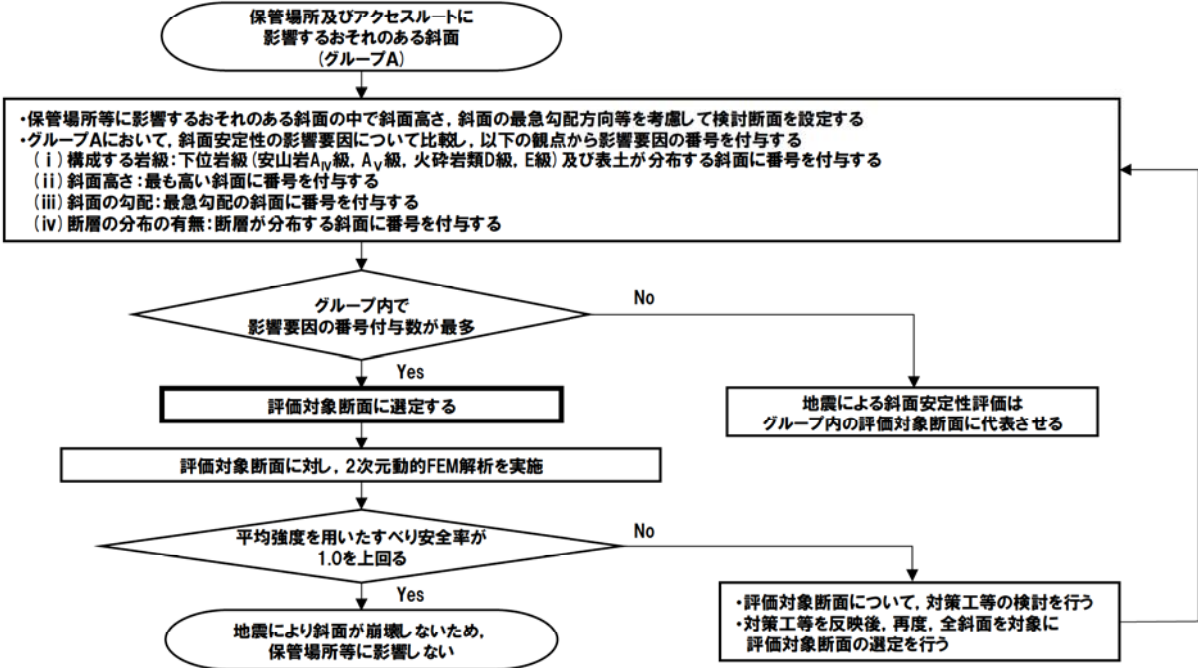 保管場所及びアクセスルートに
影響するおそれのある斜面
(グループA)
・保管場所等に影響するおそれのある斜面の中で斜面高さ，斜面の最急勾配方向等を考慮して検討断面を設定する
・グループAにおいて，斜面安定性の影響要因について比較し，以下の観点から影響要因の番号を付与する
(ⅰ)構成する岩級：下位岩級(安山岩AⅣ級，AⅤ級，火砕岩類D級，E級)及び表土が分布する斜面に番号を付与する
(ⅱ)斜面高さ：最も高い斜面に番号を付与する
(ⅲ)斜面の勾配：最急勾配の斜面に番号を付与する
(ⅳ)断層の分布の有無：断層が分布する斜面に番号を付与する
グループ内で
影響要因の番号付与数が最多
No
Yes
評価対象断面に選定する
地震による斜面安定性評価は
グループ内の評価対象断面に代表させる
評価対象断面に対し，2次元動的FEM解析を実施
平均強度を用いたすべり安全率が
1.0を上回る
No
Yes
・評価対象断面について，対策工等の検討を行う
・対策工等を反映後，再度，全斜面を対象に
評価対象断面の選定を行う
地震により斜面が崩壊しないため，
保管場所等に影響しない